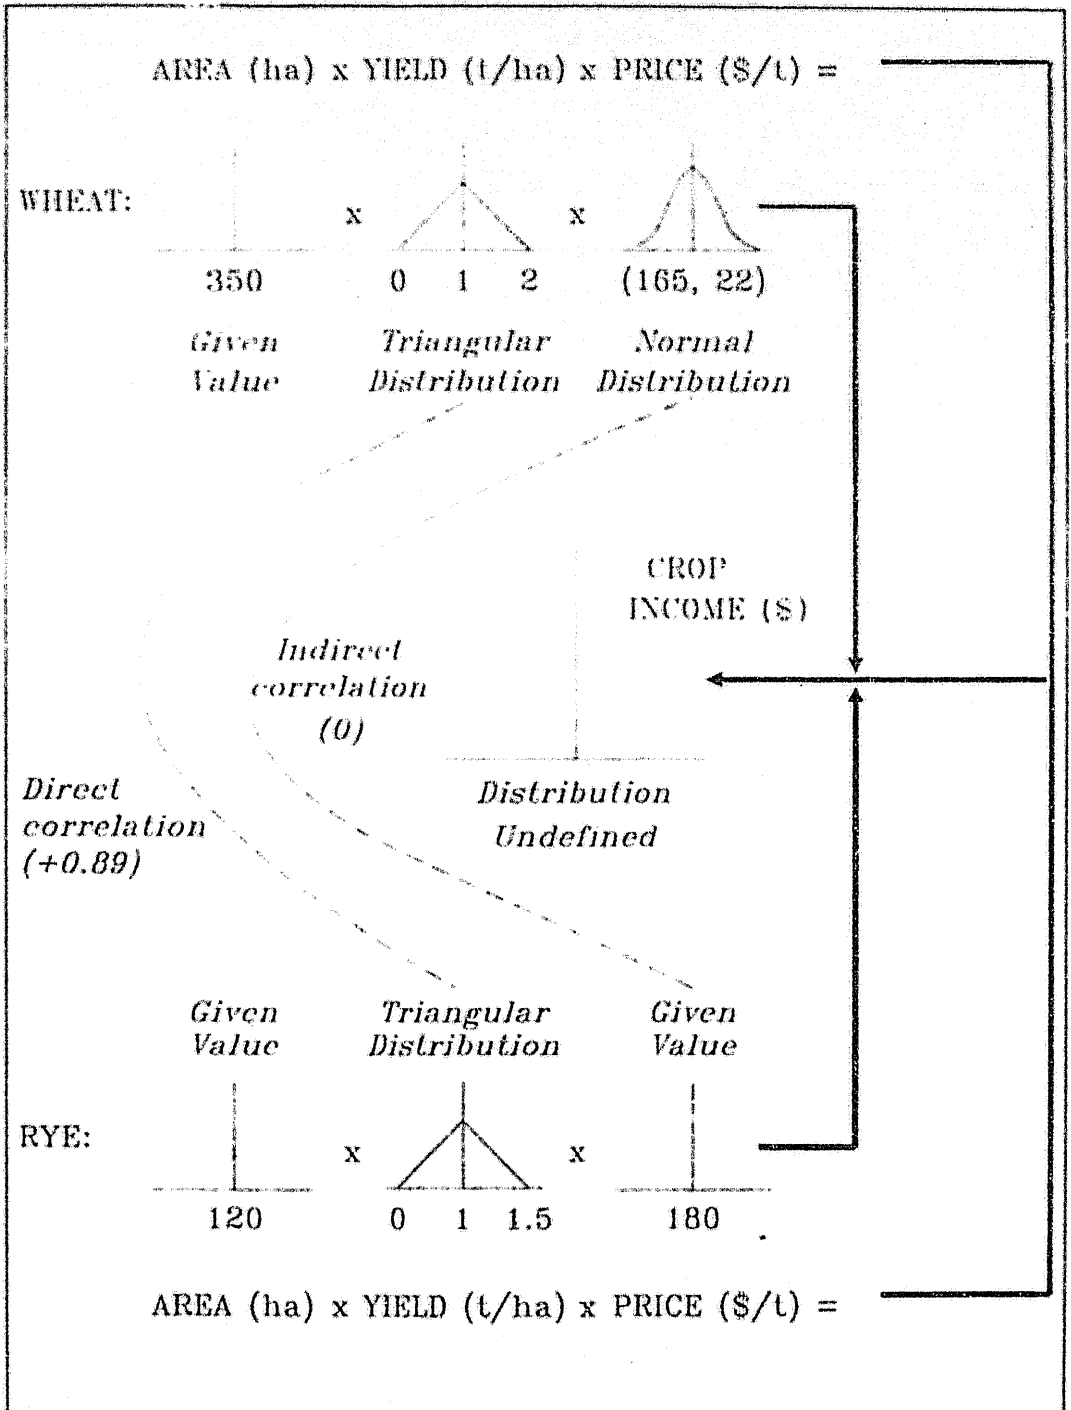 AREA (ha) x YIELD (t/ha) x PRICE ($/t) =
WHEAT:
x x
350 0 1 2 (165, 22)
Given Triangular Normal
Value Distribution Distribution
CROP
INCOME ($)
Indirect
correlation
(0)
Direct
correlation
(+0.89)
Distribution
Undefined
Given Triangular Given
Value Distribution Value
RYE:
x x
120 0 1 1.5 180
AREA (ha) x YIELD (t/ha) x PRICE ($/t) =